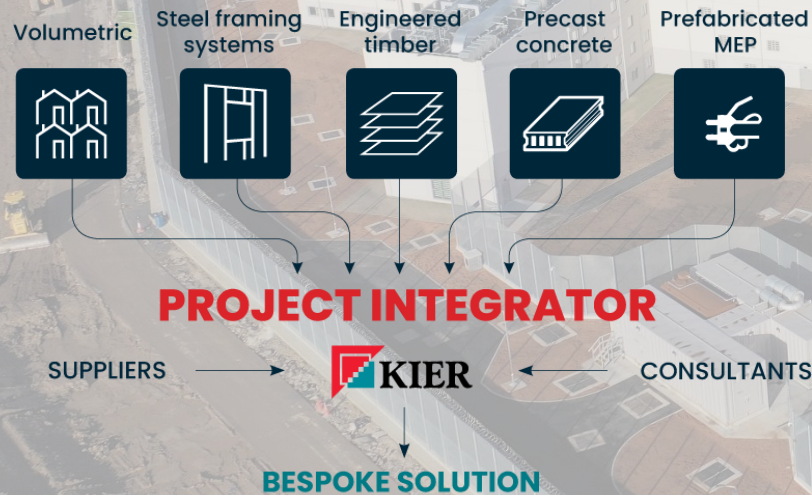 Volumetric
Steel framing
systems
Engineered
timber
Precast
concrete
Prefabricated
MEP
PROJECT INTEGRATOR
SUPPLIERS
KIER
CONSULTANTS
BESPOKE SOLUTION